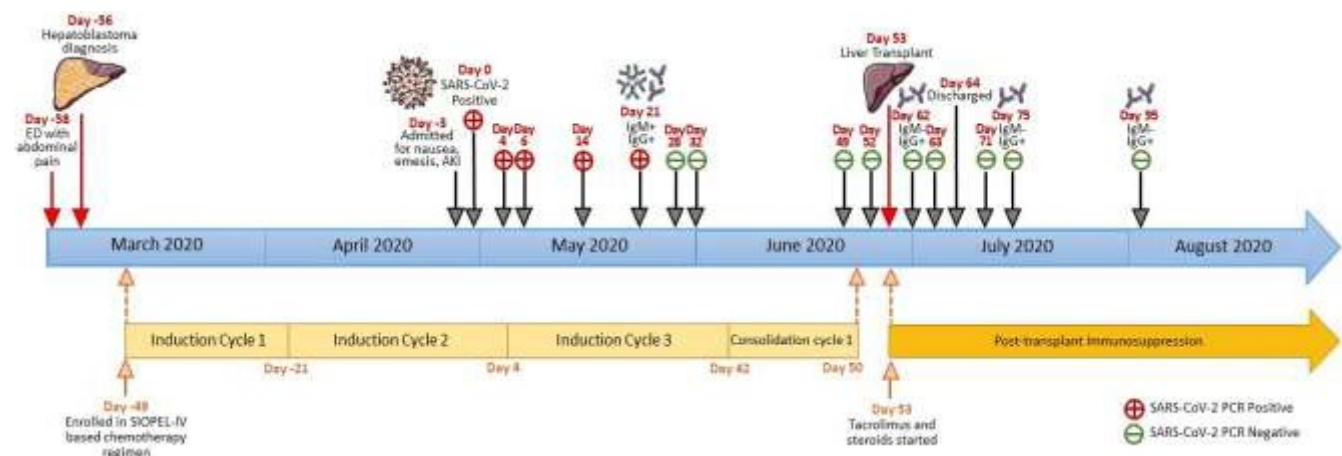 Day -56
Hepatoblastoma
diagnosis
Day -58
ED with
abdominal
pain
Day -3
Admitted
for nausea,
emesis, AKI
Day 0
SARS-CoV-2
Positive
Day
4
Day
6
Day
14
Day 21
IgM+
IgG+
Day
28
Day
32
Day
49
Day
52
Day 53
Liver Transplant
Day 62
IgM-
IgG+
Day
63
Day 64
Discharged
Day
71
Day 75
IgM-
IgG+
Day 95
IgM-
IgG+
March 2020
April 2020
May 2020
June 2020
July 2020
August 2020
Induction Cycle 1
Induction Cycle 2
Induction Cycle 3
Consolidation cycle 1
Post-transplant Immunosuppression
Day -21
Day 4
Day 42
Day 50
Day -49
Enrolled in SIOPEL-IV
based chemotherapy
regimen
Day 53
Tacrolimus and
steroids started
SARS-CoV-2 PCR Positive
SARS-CoV-2 PCR Negative